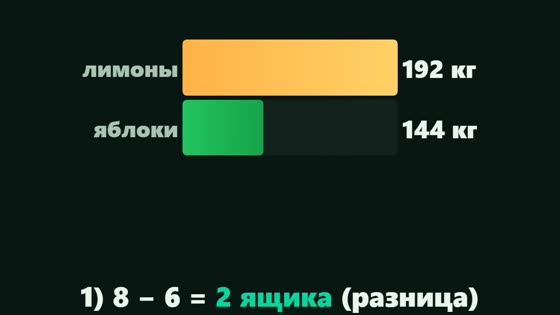 лимоны 192 кг
яблоки 144 кг
1) 8 – 6 = 2 ящика (разница)